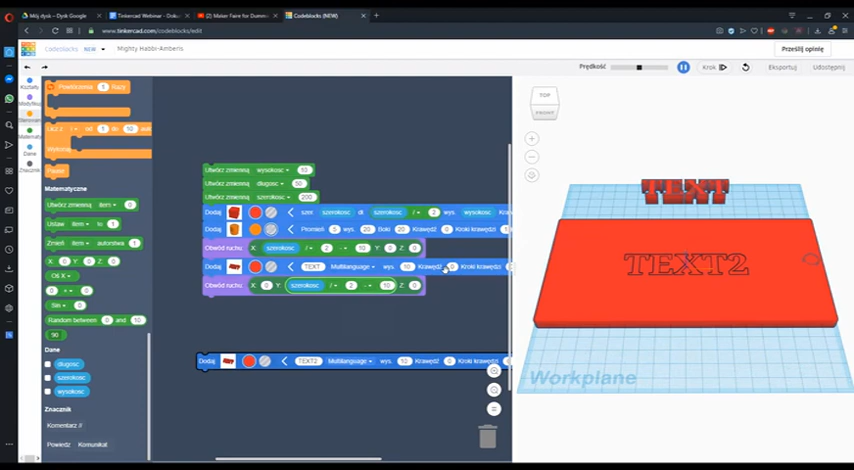 Mój dysk – Dysk Google
Tinkercad Webinar - Doku
(2) Maker Faire for Dumm
Codeblocks (NEW)
www.tinkercad.com/codeblocks/edit
Codeblocks NEW
Mighty Habbi-Amberis
Prześlij opinię
Prędkość
Krok
Eksportuj
Udostępnij
Kształty
Modyfikuj
Matematyc
Dane
Znacznik
1 Razy
od 1 do 10
Wykonaj
Pauza
Matematyczne
Utwórz zmienną item 0
Ustaw item to 1
Zmień item autorstwa 1
X: 0 Y: 0 Z: 0
Oś X
0 + 0
Sin 0
Random between 0 and 10
90
Dane
dlugosc
szerokosc
wysokosc
Znacznik
Komentarz //
Powiedz Komunikat
Utwórz zmienną wysokosc 10
Utwórz zmienną dlugosc 50
Utwórz zmienną szerokosc 200
Dodaj szer szerokosc dł szerokosc / 2 wys. wysokosc
Dodaj Promień 5 wys. 20 Boki 20 Krawędź 0 Kroki krawędzi
Obwód ruchu: X: szerokosc / 2 - 10 Y: 0 Z: 0
Dodaj TEXT Multilanguage wys. 10 Krawędź 0 Kroki krawędzi
Obwód ruchu: X: 0 Y: szerokosc / 2 - 10 Z: 0
Dodaj TEXT2 Multilanguage wys. 10 Krawędź 0 Kroki krawędzi
TOP
FRONT
TEXT
TEXT2
Workplane